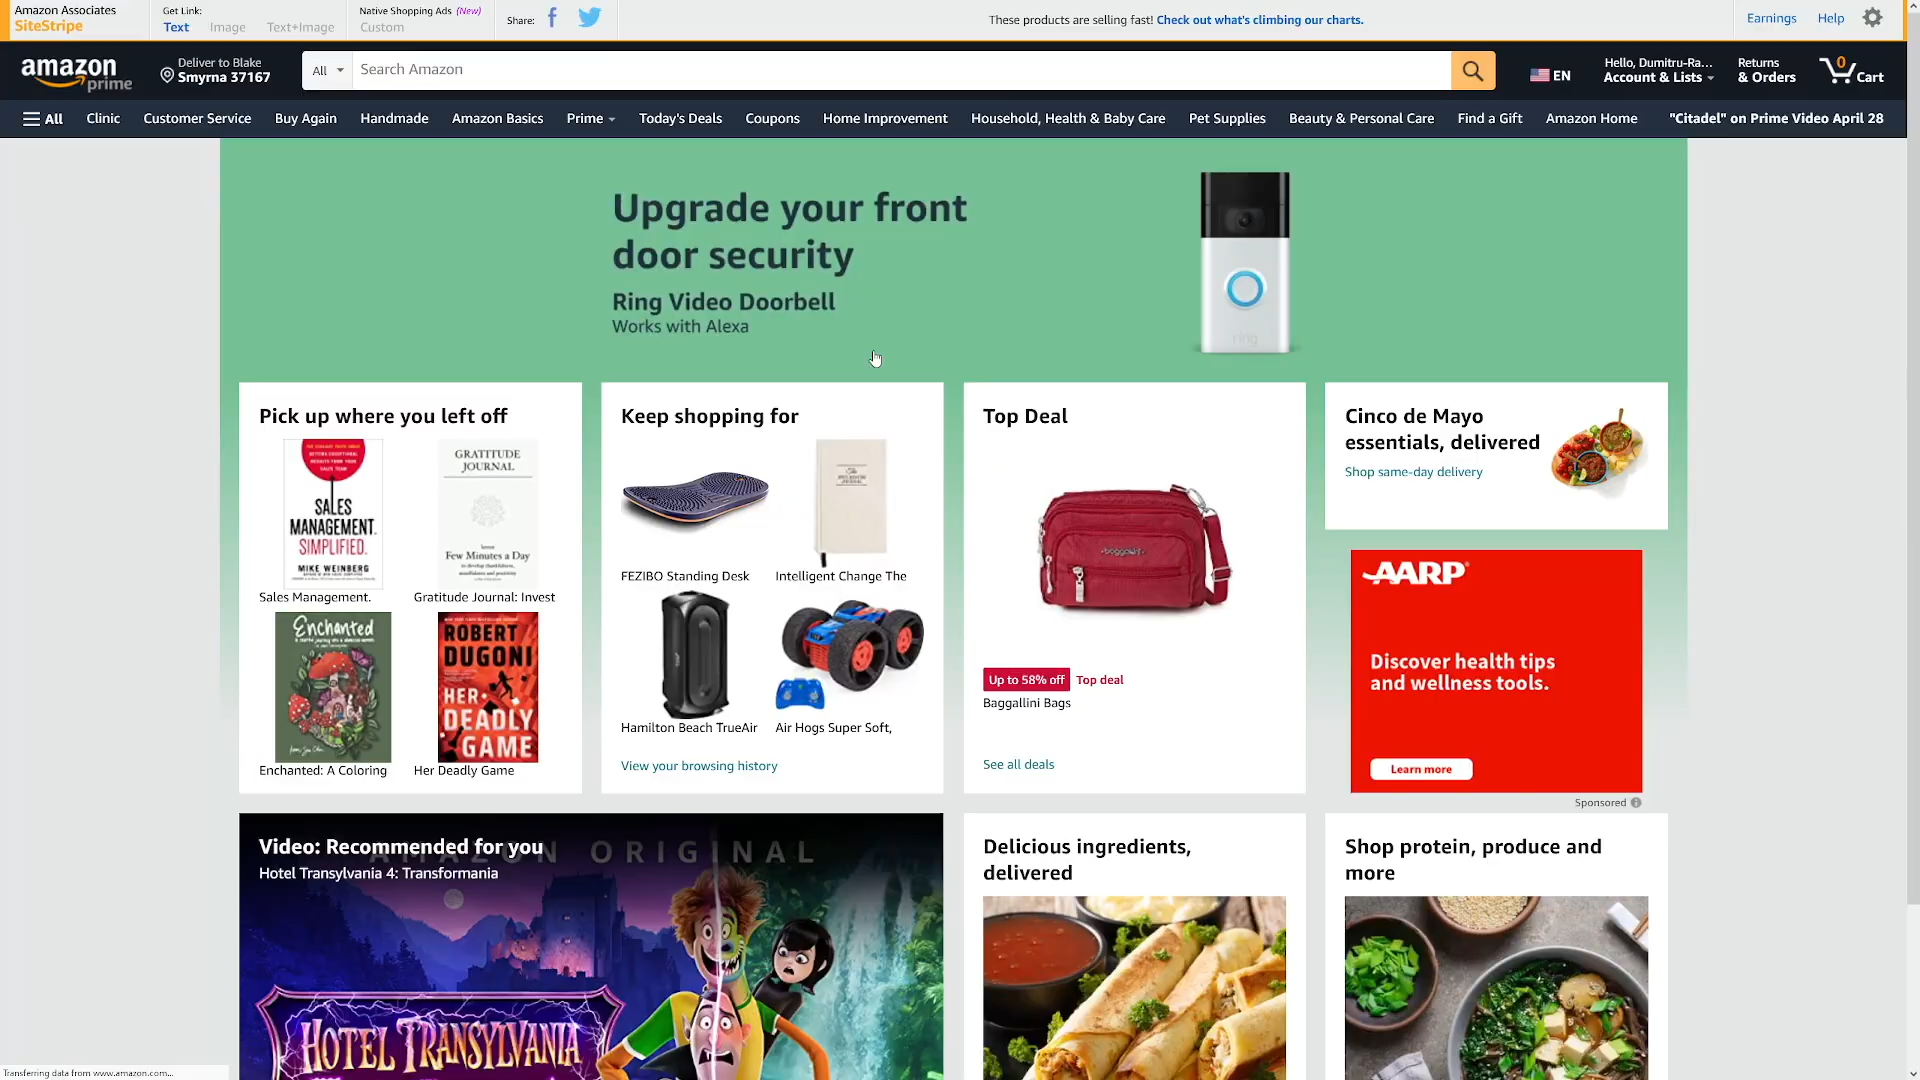 Amazon Associates
SiteStripe
Get Link:
Text Image Text+Image
Native Shopping Ads (New)
Custom
Share:
These products are selling fast! Check out what's climbing our charts.
Earnings Help
amazon prime
Deliver to Blake
Smyrna 37167
All
Search Amazon
EN
Hello, Dumitru-Ra...
Account & Lists
Returns
& Orders
0
Cart
All Clinic Customer Service Buy Again Handmade Amazon Basics Prime Today's Deals Coupons Home Improvement Household, Health & Baby Care Pet Supplies Beauty & Personal Care Find a Gift Amazon Home "Citadel" on Prime Video April 28
Upgrade your front
door security
Ring Video Doorbell
Works with Alexa
ring
Pick up where you left off
SALES
MANAGEMENT.
SIMPLIFIED.
MIKE WEINBERG
Sales Management.
GRATITUDE
JOURNAL
Few Minutes a Day
Gratitude Journal: Invest
Enchanted
Enchanted: A Coloring
ROBERT
DUGONI
HER
DEADLY
GAME
Her Deadly Game
Keep shopping for
FEZIBO Standing Desk
Intelligent Change The
Hamilton Beach TrueAir
Air Hogs Super Soft,
View your browsing history
Top Deal
baggallini
Up to 58% off Top deal
Baggallini Bags
See all deals
Cinco de Mayo
essentials, delivered
Shop same-day delivery
AARP
Discover health tips
and wellness tools.
Learn more
Sponsored
AMAZON ORIGINAL
Video: Recommended for you
Hotel Transylvania 4: Transformania
HOTEL TRANSYLVANIA
Delicious ingredients,
delivered
Shop protein, produce and
more
Transferring data from www.amazon.com...